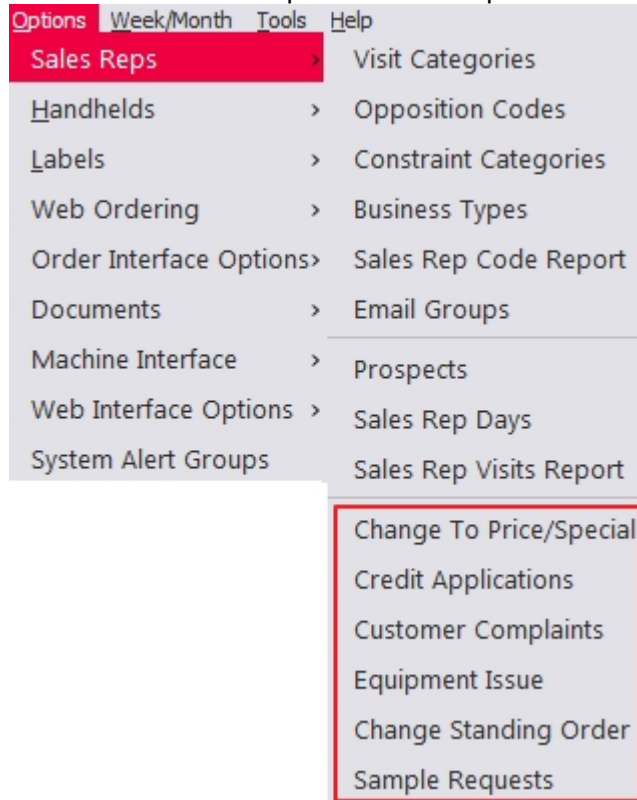 Options Week/Month Tools Help
Sales Reps >
Handhelds >
Labels >
Web Ordering >
Order Interface Options>
Documents >
Machine Interface >
Web Interface Options >
System Alert Groups
Visit Categories
Opposition Codes
Constraint Categories
Business Types
Sales Rep Code Report
Email Groups
Prospects
Sales Rep Days
Sales Rep Visits Report
Change To Price/Special
Credit Applications
Customer Complaints
Equipment Issue
Change Standing Order
Sample Requests